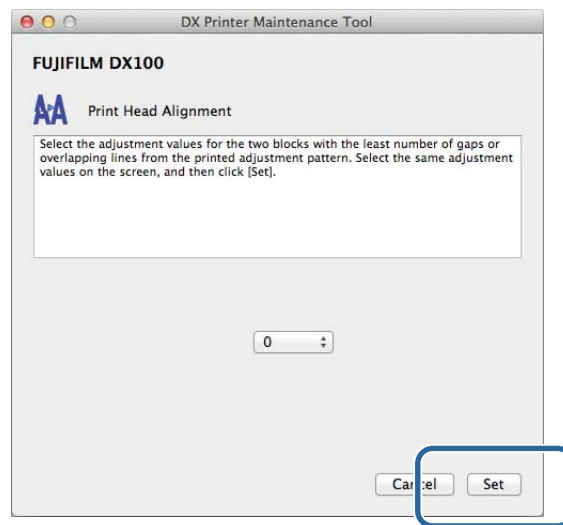 DX Printer Maintenance Tool
FUJIFILM DX100
Print Head Alignment
Select the adjustment values for the two blocks with the least number of gaps or
overlapping lines from the printed adjustment pattern. Select the same adjustment
values on the screen, and then click [Set].
0
Cancel Set